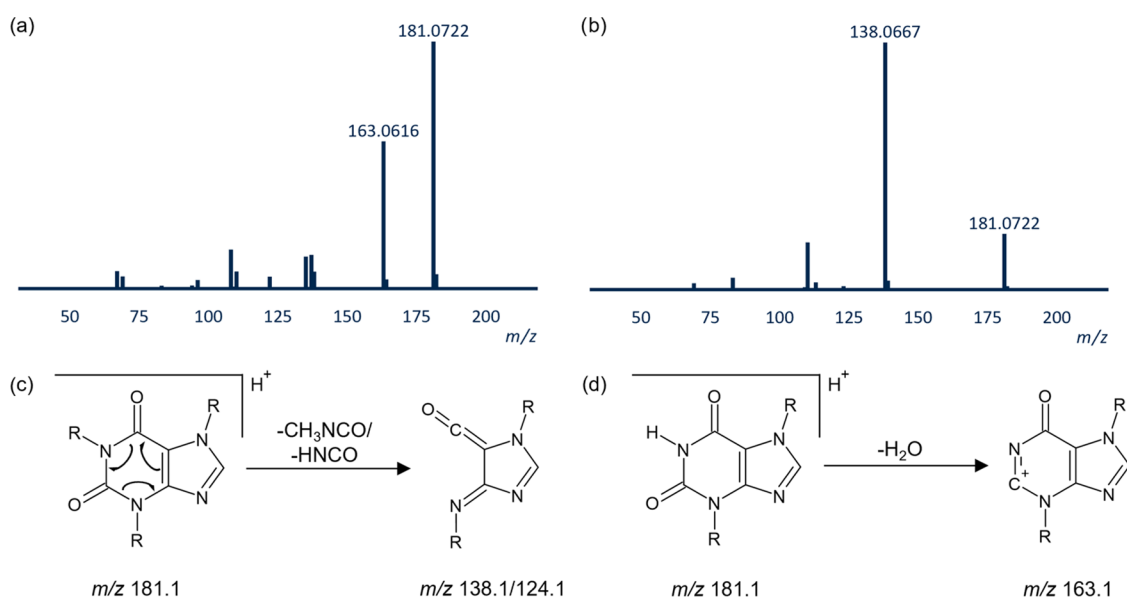 (a)
181.0722
163.0616
50 75 100 125 150 175 200
m/z
(b)
138.0667
181.0722
50 75 100 125 150 175 200
m/z
(c)
H+
O
R
R
N
N
O
N
N
R
-CH3NCO/
-HNCO
O
C
R
N
N
N
R
m/z 181.1
m/z 138.1/124.1
(d)
H+
O
R
H
N
N
O
N
N
R
-H2O
O
R
N
N
C+
N
N
R
m/z 181.1
m/z 163.1